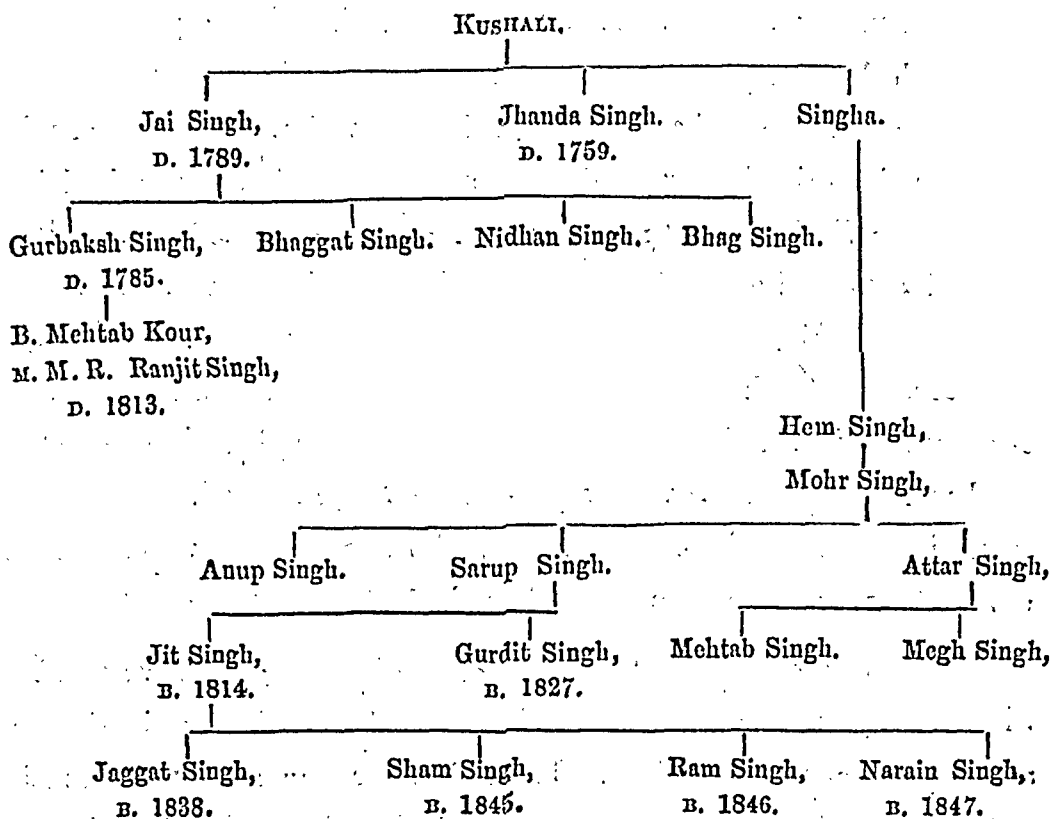 KUSHALI.
Jai Singh, Jhanda Singh. Singha.
D. 1789. D. 1759.
Gurbaksh Singh, Bhaggat Singh. Nidhan Singh. Bhag Singh.
D. 1785.
B. Mehtab Kour,
M. M. R. Ranjit Singh,
D. 1813.
Hem Singh,
Mohr Singh,
Anup Singh. Sarup Singh. Attar Singh,
Jit Singh, Gurdit Singh, Mehtab Singh. Megh Singh,
B. 1814. B. 1827.
Jaggat Singh, Sham Singh, Ram Singh, Narain Singh,
B. 1838. B. 1845. B. 1846. B. 1847.